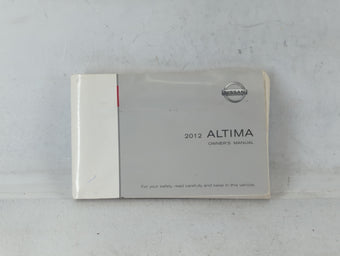 NISSAN
2012 ALTIMA
OWNER'S MANUAL
For your safety, read carefully and keep in this vehicle.